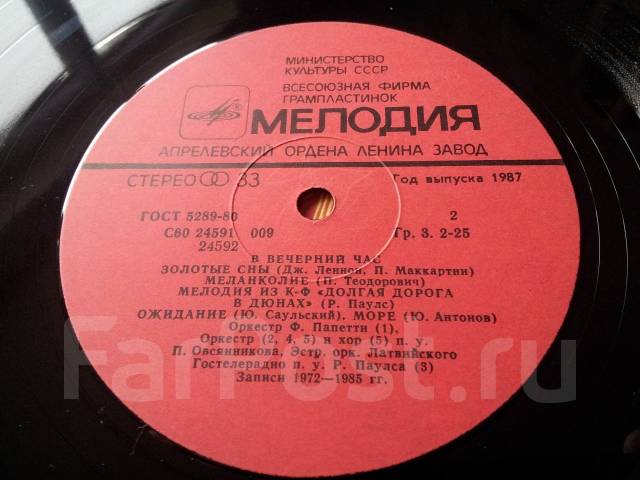 МИНИСТЕРСТВО
КУЛЬТУРЫ СССР
ВСЕСОЮЗНАЯ ФИРМА
ГРАМПЛАСТИНОК
МЕЛОДИЯ
АПРЕЛЕВСКИЙ ОРДЕНА ЛЕНИНА ЗАВОД
СТЕРЕО 33 Год выпуска 1987
ГОСТ 5289-80 2
С60 24591 009 Гр. 3. 2-25
24592
В ВЕЧЕРНИЙ ЧАС
ЗОЛОТЫЕ СНЫ (Дж. Леннон, П. Маккартни)
МЕЛАНКОЛИЕ (П. Теодорович)
МЕЛОДИЯ ИЗ К-Ф «ДОЛГАЯ ДОРОГА
В ДЮНАХ» (Р. Паулс)
ОЖИДАНИЕ (Ю. Саульский). МОРЕ (Ю. Антонов)
Оркестр Ф. Папетти (1),
Оркестр (2, 4, 5) и хор (5) п. у.
П. Овсянникова, Эстр. орк. Латвийского
Гостелерадио п. у. Р. Паулса (3)
Записи 1972—1985 гг.
FarPost.ru